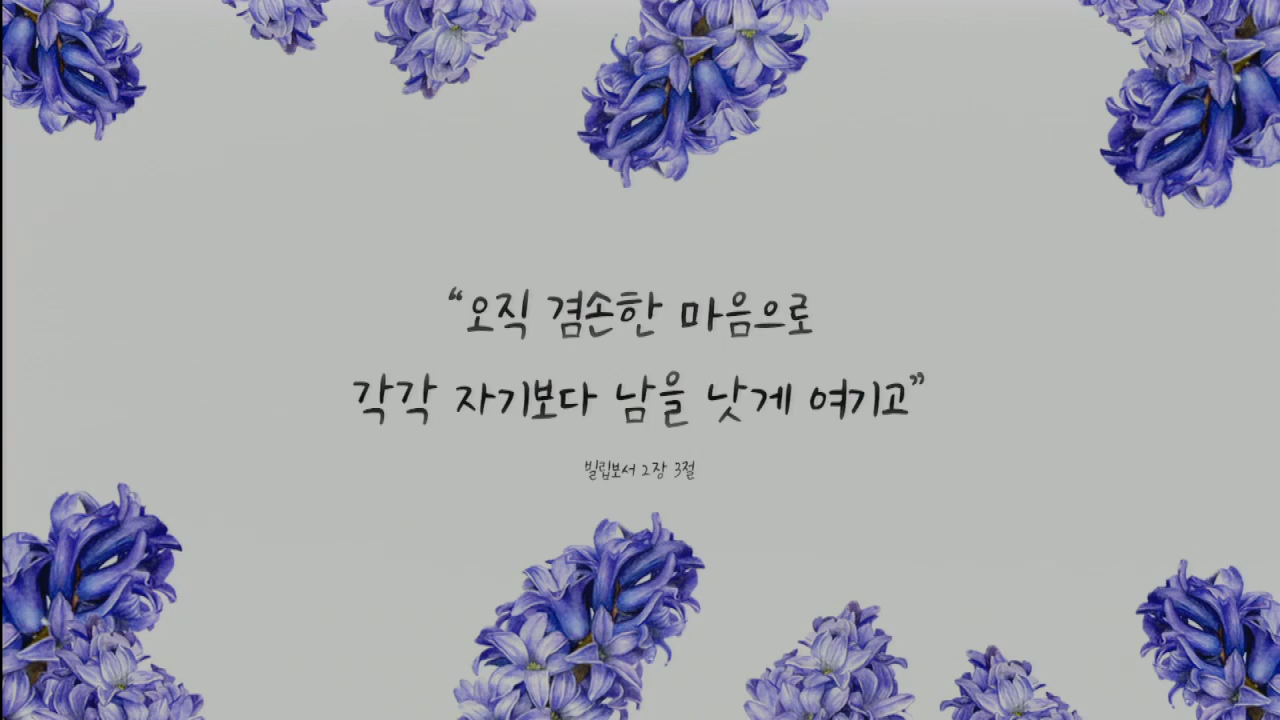 “오직 겸손한 마음으로
각각 자기보다 남을 낫게 여기고”
빌립보서 2장 3절